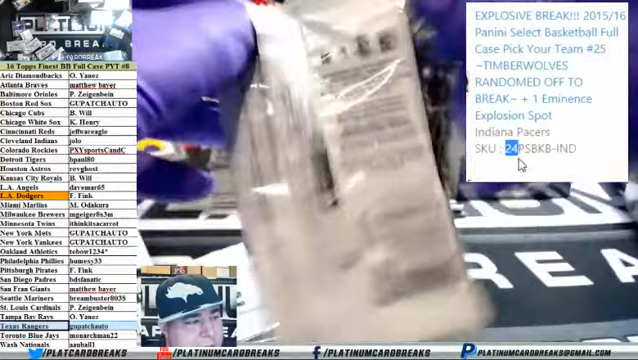 EXPLOSIVE BREAK!!! 2015/16
Panini Select Basketball Full
Case Pick Your Team #25
~TIMBERWOLVES
RANDOMED OFF TO
BREAK~ + 1 Eminence
Explosion Spot
Indiana Pacers
SKU : 24PSBKB-IND
16 Topps Finest BB Full Case PYT #8
Ariz Diamondbacks O. Yanez
Atlanta Braves matthew bayer
Baltimore Orioles P. Zeigenbein
Boston Red Sox GUPATCHAUTO
Chicago Cubs B. Will
Chicago White Sox K. Henry
Cincinnati Reds jeffwareagle
Cleveland Indians jolo
Colorado Rockies PXYsportsCandC
Detroit Tigers bpaul80
Houston Astros revghost
Kansas City Royals B. Will
L.A. Angels davemar65
L.A. Dodgers F. Fink
Miami Marlins M. Odakura
Milwaukee Brewers mgeiger8s3m
Minnesota Twins ithinkitsacarrot
New York Mets GUPATCHAUTO
New York Yankees GUPATCHAUTO
Oakland Athletics tebow1234*
Philadelphia Phillies humesy33
Pittsburgh Pirates F. Fink
San Diego Padres bdsfanatic
San Fran Giants matthew bayer
Seattle Mariners breambuster803S
St. Louis Cardinals P. Zeigenbein
Tampa Bay Rays O. Yanez
Texas Rangers gupatchauto
Toronto Blue Jays monarchman22
Wash Nationals aauball1
BREA
/PLATCARDBREAKS
@PLATINUMCARDBREAKS
/PLATINUMCARDBREAKS
PLATINUMCARDBREAKS@GMAIL.COM